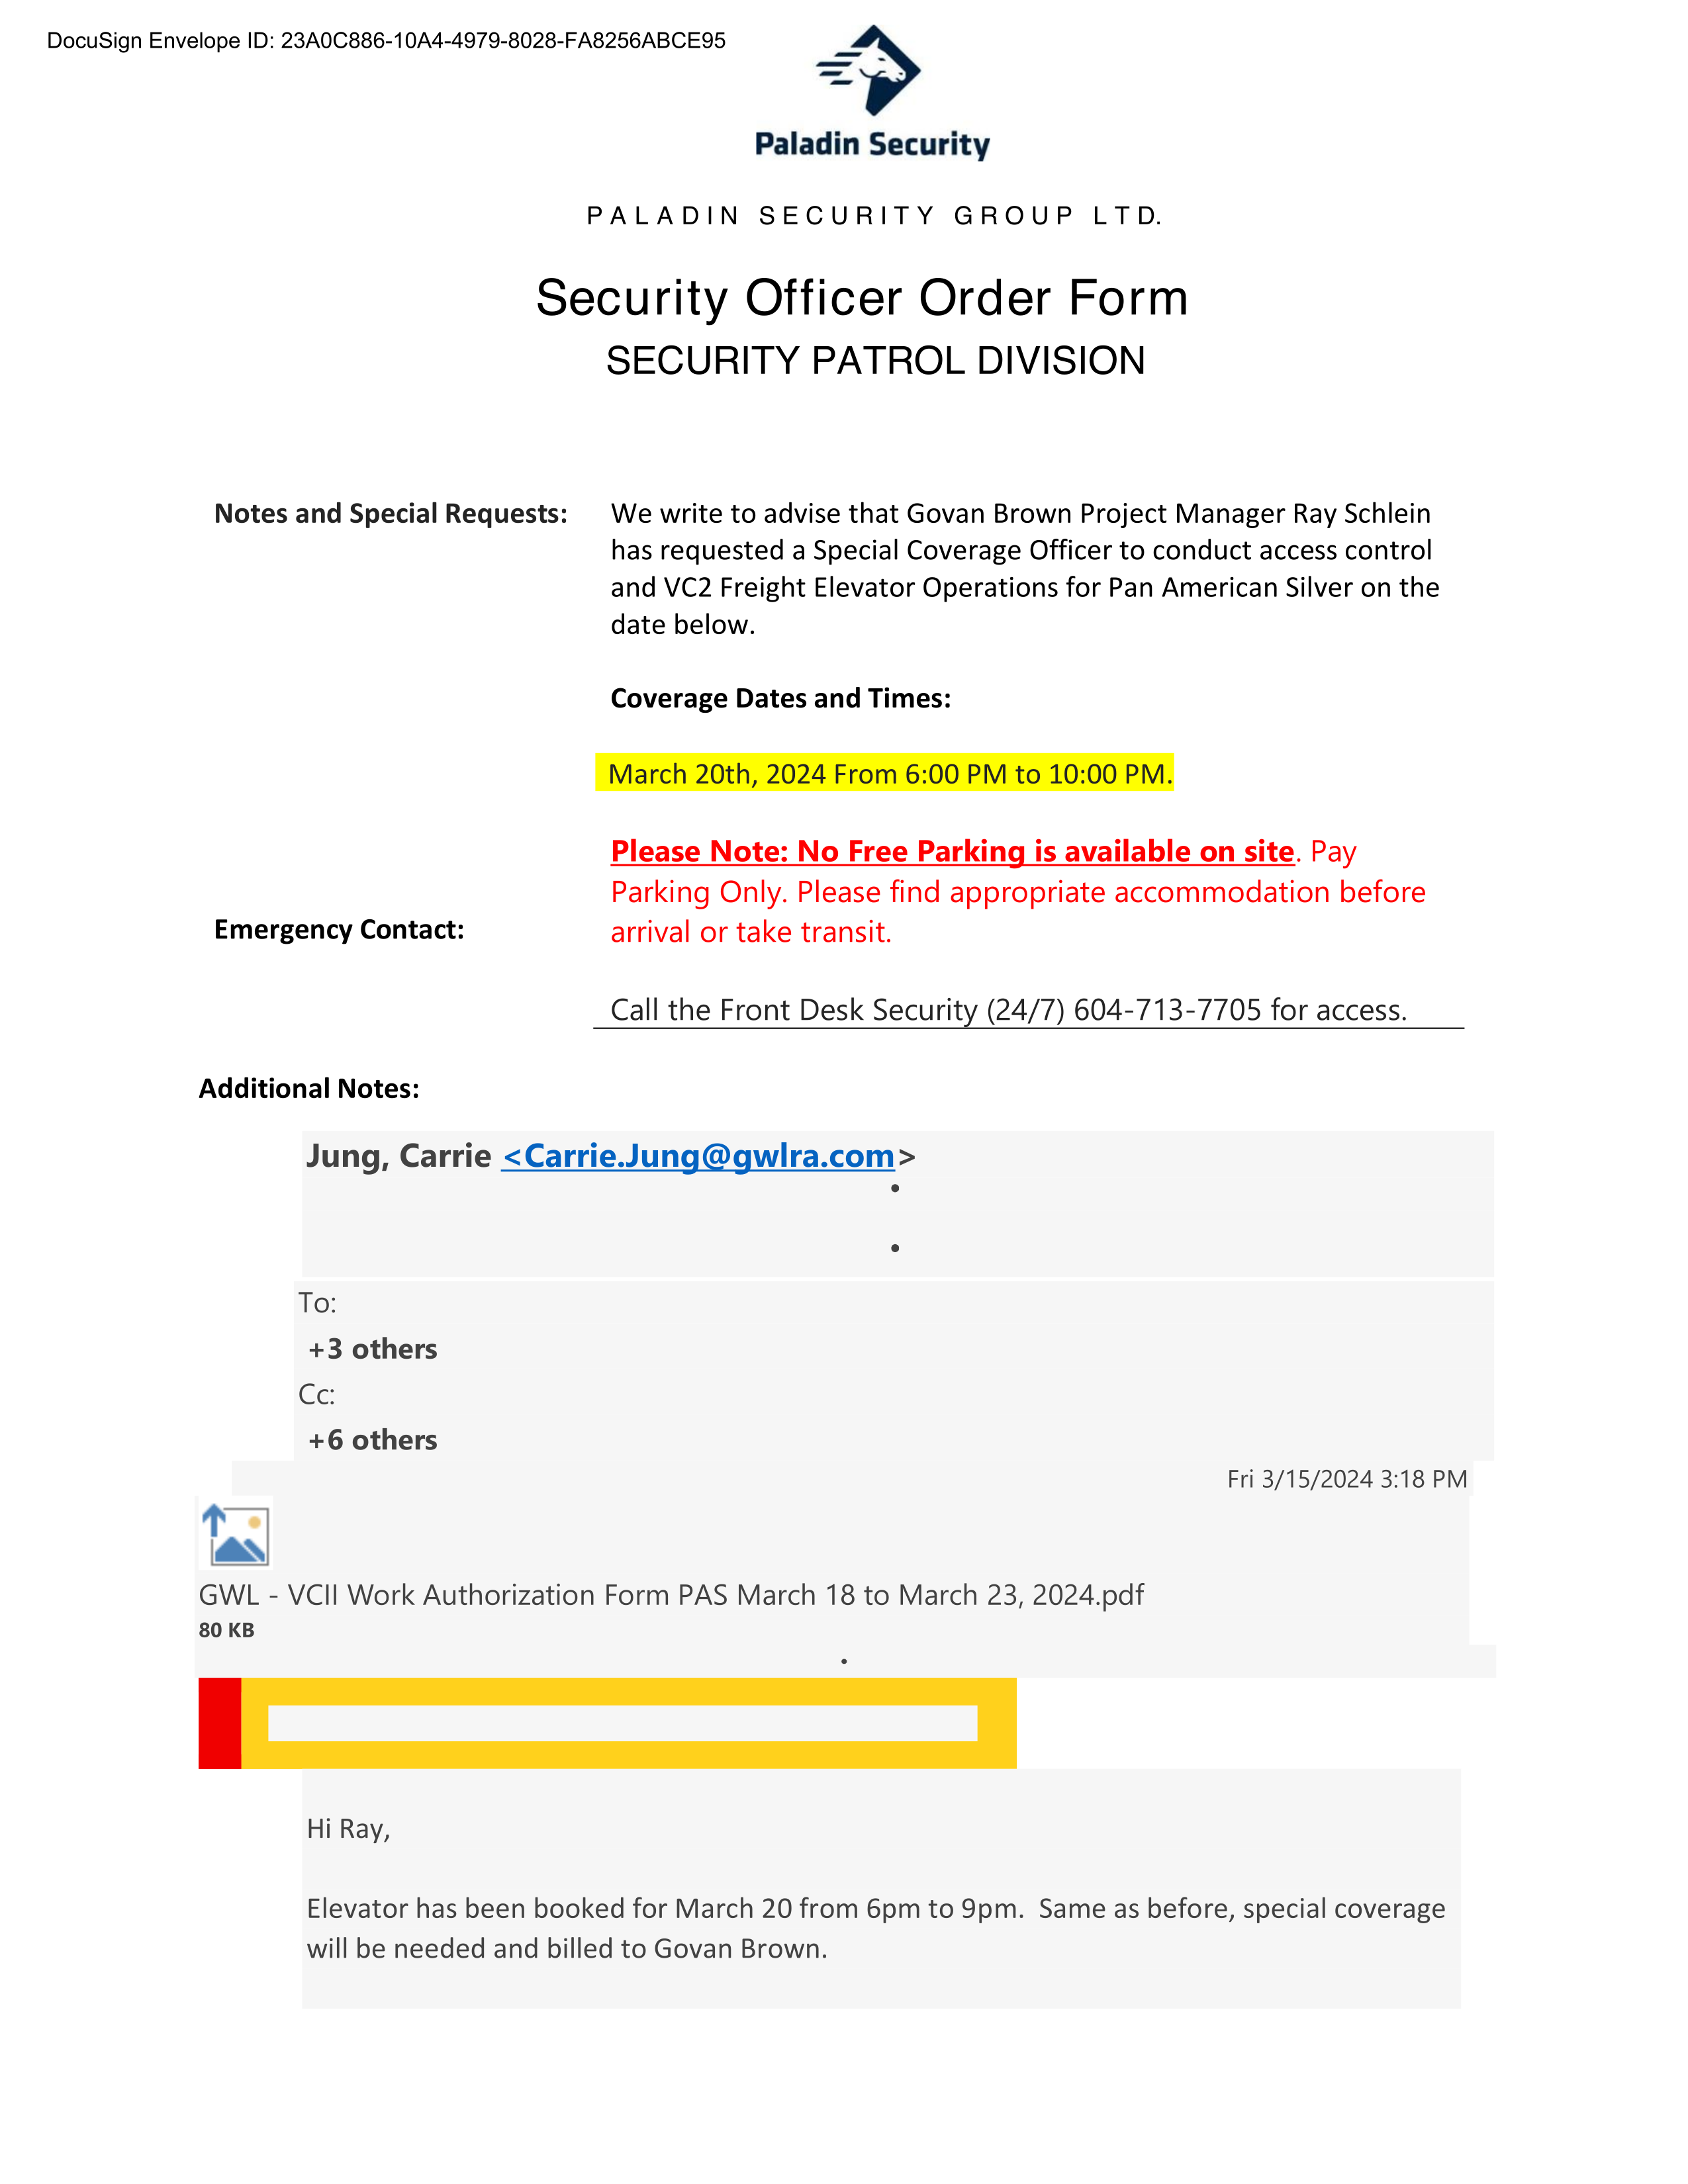 DocuSign Envelope ID: 23A0C886-10A4-4979-8028-FA8256ABCE95
Paladin Security
PALADIN SECURITY GROUP LTD.
Security Officer Order Form
SECURITY PATROL DIVISION
Notes and Special Requests:
We write to advise that Govan Brown Project Manager Ray Schlein
has requested a Special Coverage Officer to conduct access control
and VC2 Freight Elevator Operations for Pan American Silver on the
date below.
Coverage Dates and Times:
March 20th, 2024 From 6:00 PM to 10:00 PM.
Please Note: No Free Parking is available on site. Pay
Parking Only. Please find appropriate accommodation before
arrival or take transit.
Emergency Contact:
Call the Front Desk Security (24/7) 604-713-7705 for access.
Additional Notes:
Jung, Carrie <Carrie.Jung@gwlra.com>
•
•
To:
+3 others
Cc:
+6 others
Fri 3/15/2024 3:18 PM
GWL - VCII Work Authorization Form PAS March 18 to March 23, 2024.pdf
80 KB
•
Hi Ray,
Elevator has been booked for March 20 from 6pm to 9pm.  Same as before, special coverage
will be needed and billed to Govan Brown.